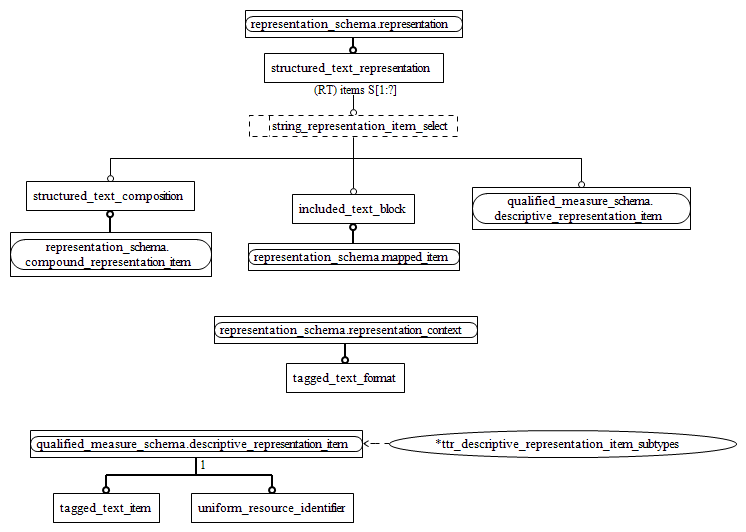 representation_schema.representation
structured_text_representation
(RT) items S[1:?]
string_representation_item_select
structured_text_composition
included_text_block
qualified_measure_schema.
descriptive_representation_item
representation_schema.
compound_representation_item
representation_schema.mapped_item
representation_schema.representation_context
tagged_text_format
qualified_measure_schema.descriptive_representation_item
*ttr_descriptive_representation_item_subtypes
1
tagged_text_item
uniform_resource_identifier